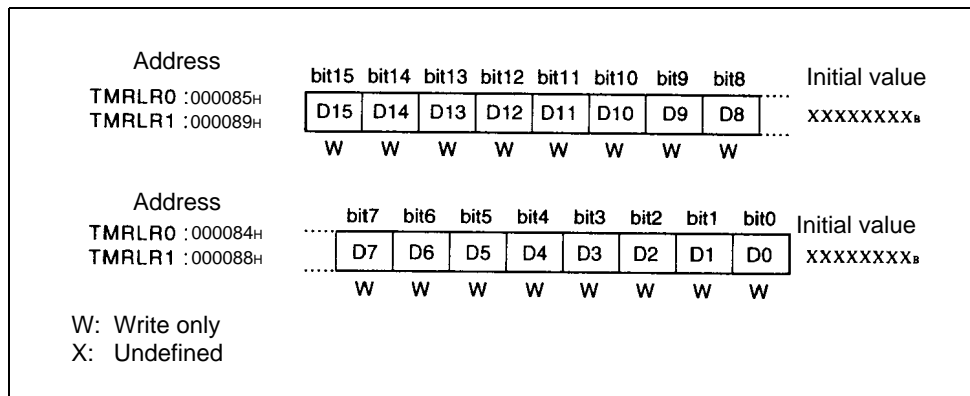 Address
bit15 bit14 bit13 bit12 bit11 bit10 bit9 bit8 Initial value
TMRLR0 :000085H
TMRLR1 :000089H
D15 D14 D13 D12 D11 D10 D9 D8 XXXXXXXXB
W W W W W W W W
Address
bit7 bit6 bit5 bit4 bit3 bit2 bit1 bit0 Initial value
TMRLR0 :000084H
TMRLR1 :000088H
D7 D6 D5 D4 D3 D2 D1 D0 XXXXXXXXB
W W W W W W W W
W: Write only
X: Undefined